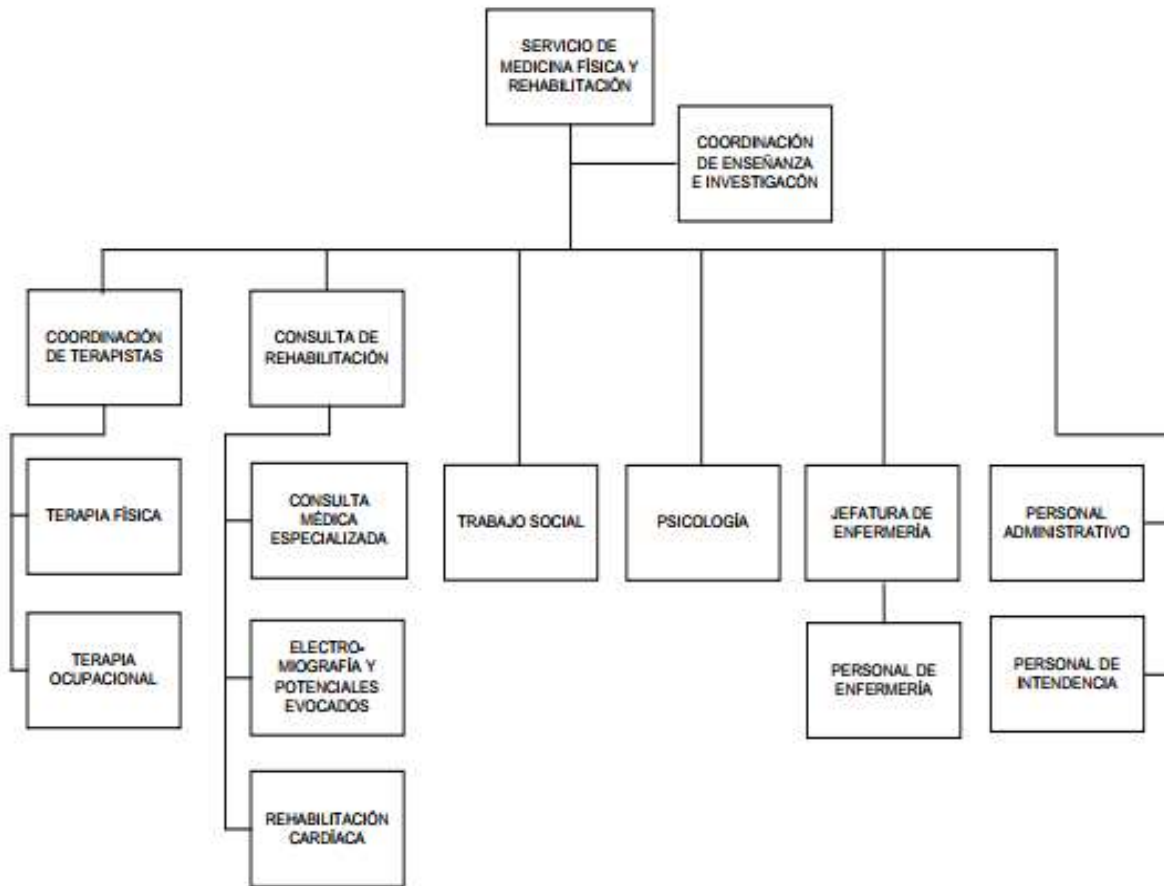 SERVICIO DE
MEDICINA FÍSICA Y
REHABILITACIÓN
COORDINACIÓN
DE ENSEÑANZA
E INVESTIGACÓN
COORDINACIÓN
DE TERAPISTAS
CONSULTA DE
REHABILITACIÓN
TERAPIA FÍSICA
CONSULTA
MÉDICA
ESPECIALIZADA
TRABAJO SOCIAL
PSICOLOGÍA
JEFATURA DE
ENFERMERÍA
PERSONAL
ADMINISTRATIVO
TERAPIA
OCUPACIONAL
ELECTRO-
MIOGRAFÍA Y
POTENCIALES
EVOCADOS
PERSONAL DE
ENFERMERÍA
PERSONAL DE
INTENDENCIA
REHABILITACIÓN
CARDÍACA